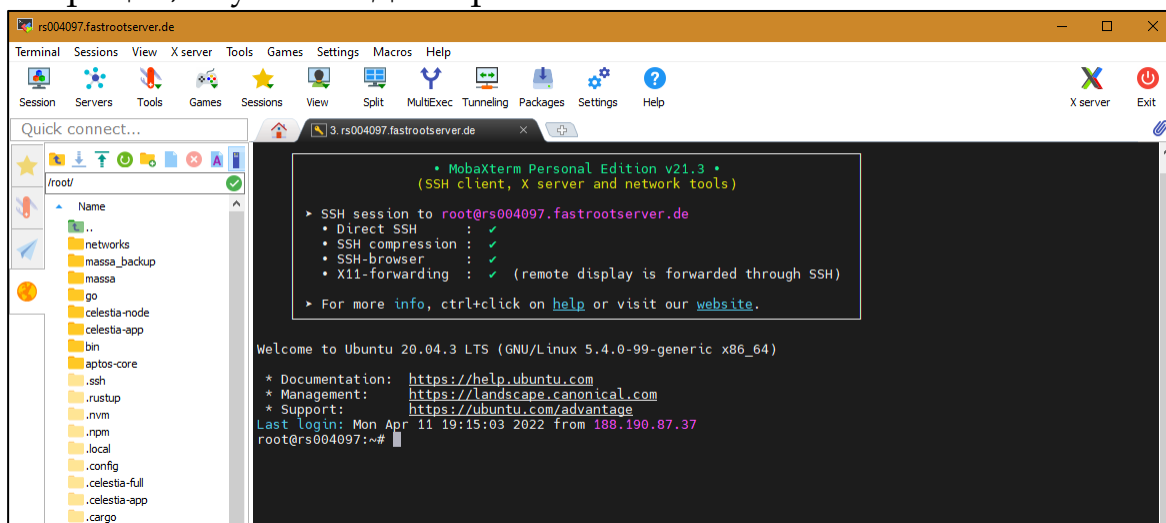 rs004097.fastrootserver.de
Terminal Sessions View X server Tools Games Settings Macros Help
Session Servers Tools Games Sessions View Split MultiExec Tunneling Packages Settings Help X server Exit
Quick connect...
3. rs004097.fastrootserver.de
/root/
Name
..
networks
massa_backup
massa
go
celestia-node
celestia-app
bin
aptos-core
.ssh
.rustup
.nvm
.npm
.local
.config
.celestia-full
.celestia-app
.cargo
• MobaXterm Personal Edition v21.3 •
(SSH client, X server and network tools)
➤ SSH session to root@rs004097.fastrootserver.de
• Direct SSH : ✔
• SSH compression : ✔
• SSH-browser : ✔
• X11-forwarding : ✔ (remote display is forwarded through SSH)
➤ For more info, ctrl+click on help or visit our website.
Welcome to Ubuntu 20.04.3 LTS (GNU/Linux 5.4.0-99-generic x86_64)
* Documentation: https://help.ubuntu.com
* Management: https://landscape.canonical.com
* Support: https://ubuntu.com/advantage
Last login: Mon Apr 11 19:15:03 2022 from 188.190.87.37
root@rs004097:~#